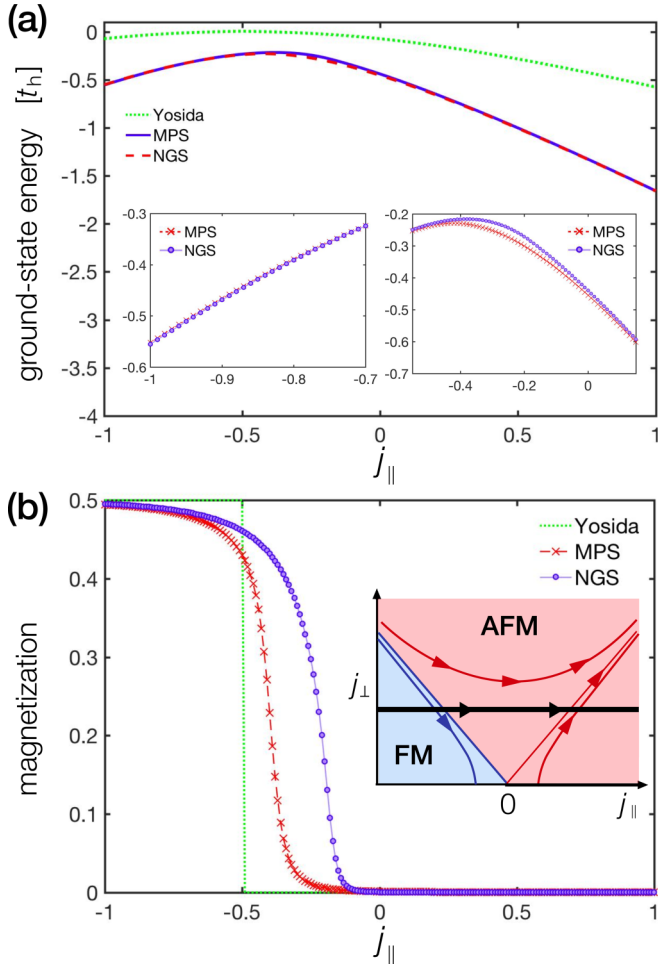 (a)
ground-state energy [t_h]
0
-0.5
-1
-1.5
-2
-2.5
-3
-3.5
-4
Yosida
MPS
NGS
-0.3
-0.4
-0.5
-0.6
MPS
NGS
-1 -0.9 -0.8 -0.7
-0.2
-0.3
-0.4
-0.5
-0.6
-0.7
MPS
NGS
-0.4 -0.2 0
-1 -0.5 0 0.5 1
j_∥
(b)
magnetization
0.5
0.4
0.3
0.2
0.1
0
Yosida
MPS
NGS
AFM
j_⊥
FM
0 j_∥
-1 -0.5 0 0.5 1
j_∥